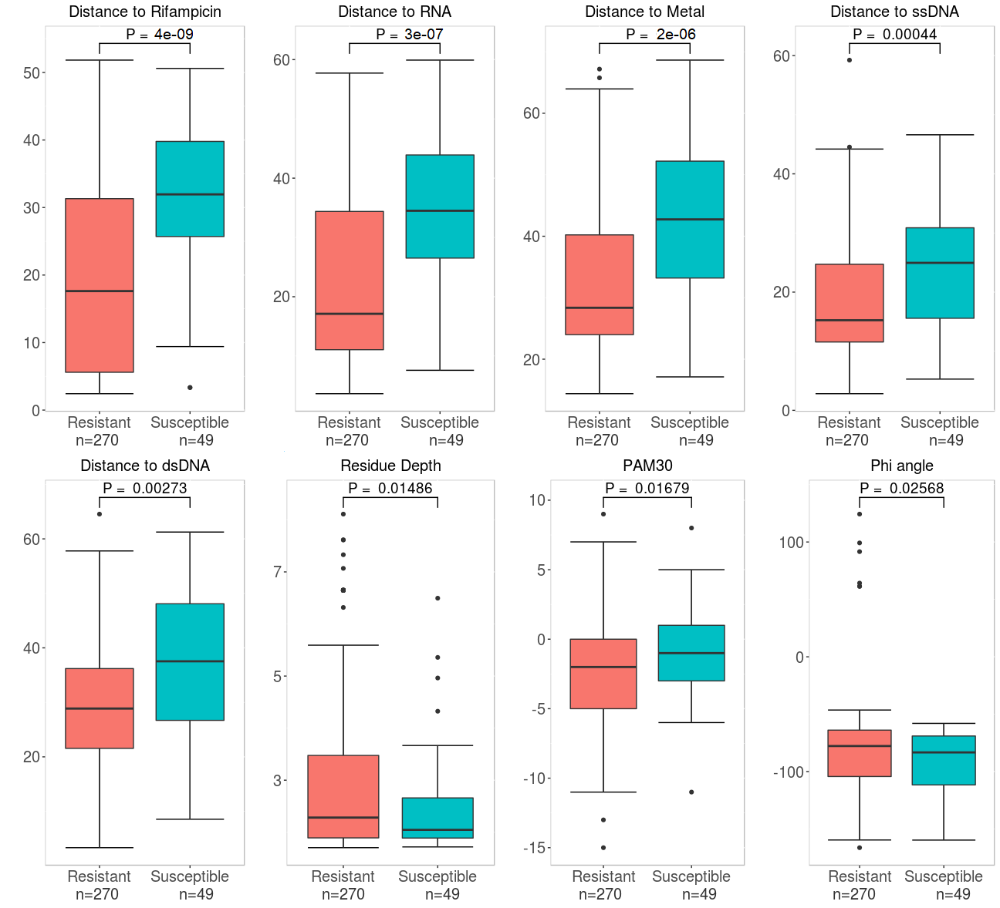 Distance to Rifampicin
P = 4e-09
50
40
30
20
10
0
Resistant
n=270
Susceptible
n=49
Distance to RNA
P = 3e-07
60
40
20
Resistant
n=270
Susceptible
n=49
Distance to Metal
P = 2e-06
60
40
20
Resistant
n=270
Susceptible
n=49
Distance to ssDNA
P = 0.00044
60
40
20
0
Resistant
n=270
Susceptible
n=49
Distance to dsDNA
P = 0.00273
60
40
20
Resistant
n=270
Susceptible
n=49
Residue Depth
P = 0.01486
7
5
3
Resistant
n=270
Susceptible
n=49
PAM30
P = 0.01679
10
5
0
-5
-10
-15
Resistant
n=270
Susceptible
n=49
Phi angle
P = 0.02568
100
0
-100
Resistant
n=270
Susceptible
n=49